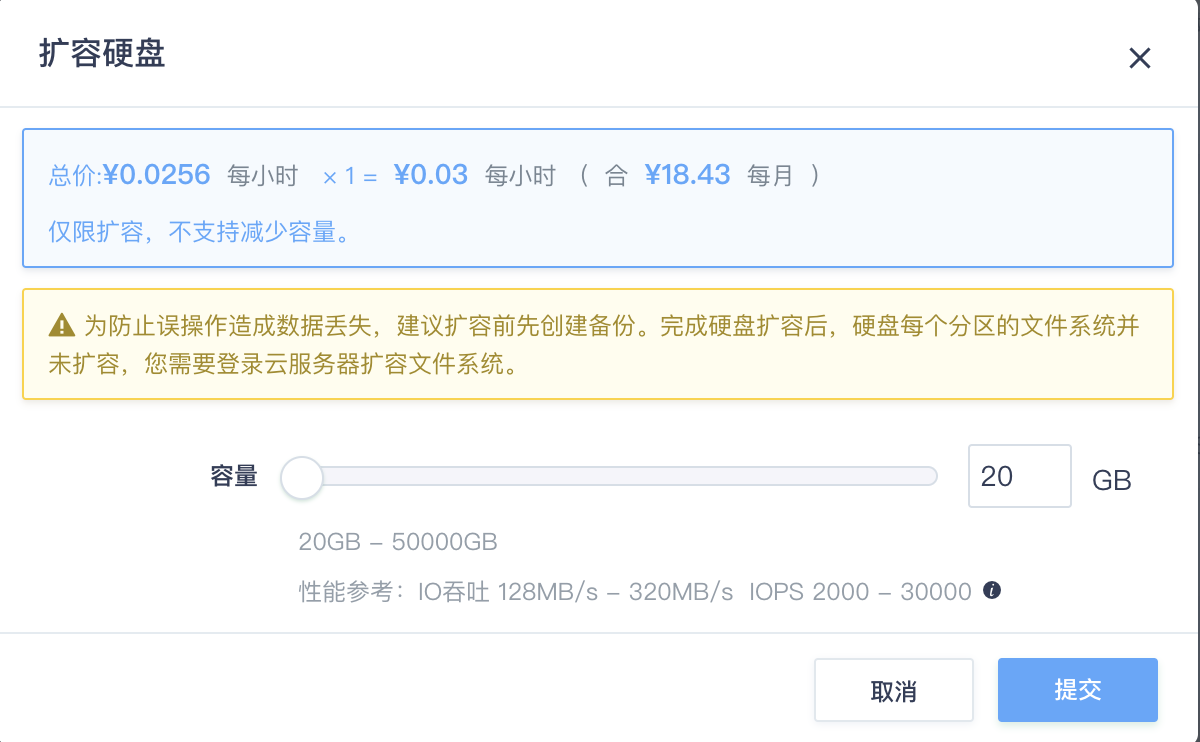 扩容硬盘
总价:¥0.0256 每小时 × 1 = ¥0.03 每小时 ( 合 ¥18.43 每月 )
仅限扩容，不支持减少容量。
为防止误操作造成数据丢失，建议扩容前先创建备份。完成硬盘扩容后，硬盘每个分区的文件系统并
未扩容，您需要登录云服务器扩容文件系统。
容量 20 GB
20GB – 50000GB
性能参考：IO吞吐 128MB/s – 320MB/s IOPS 2000 – 30000
取消 提交